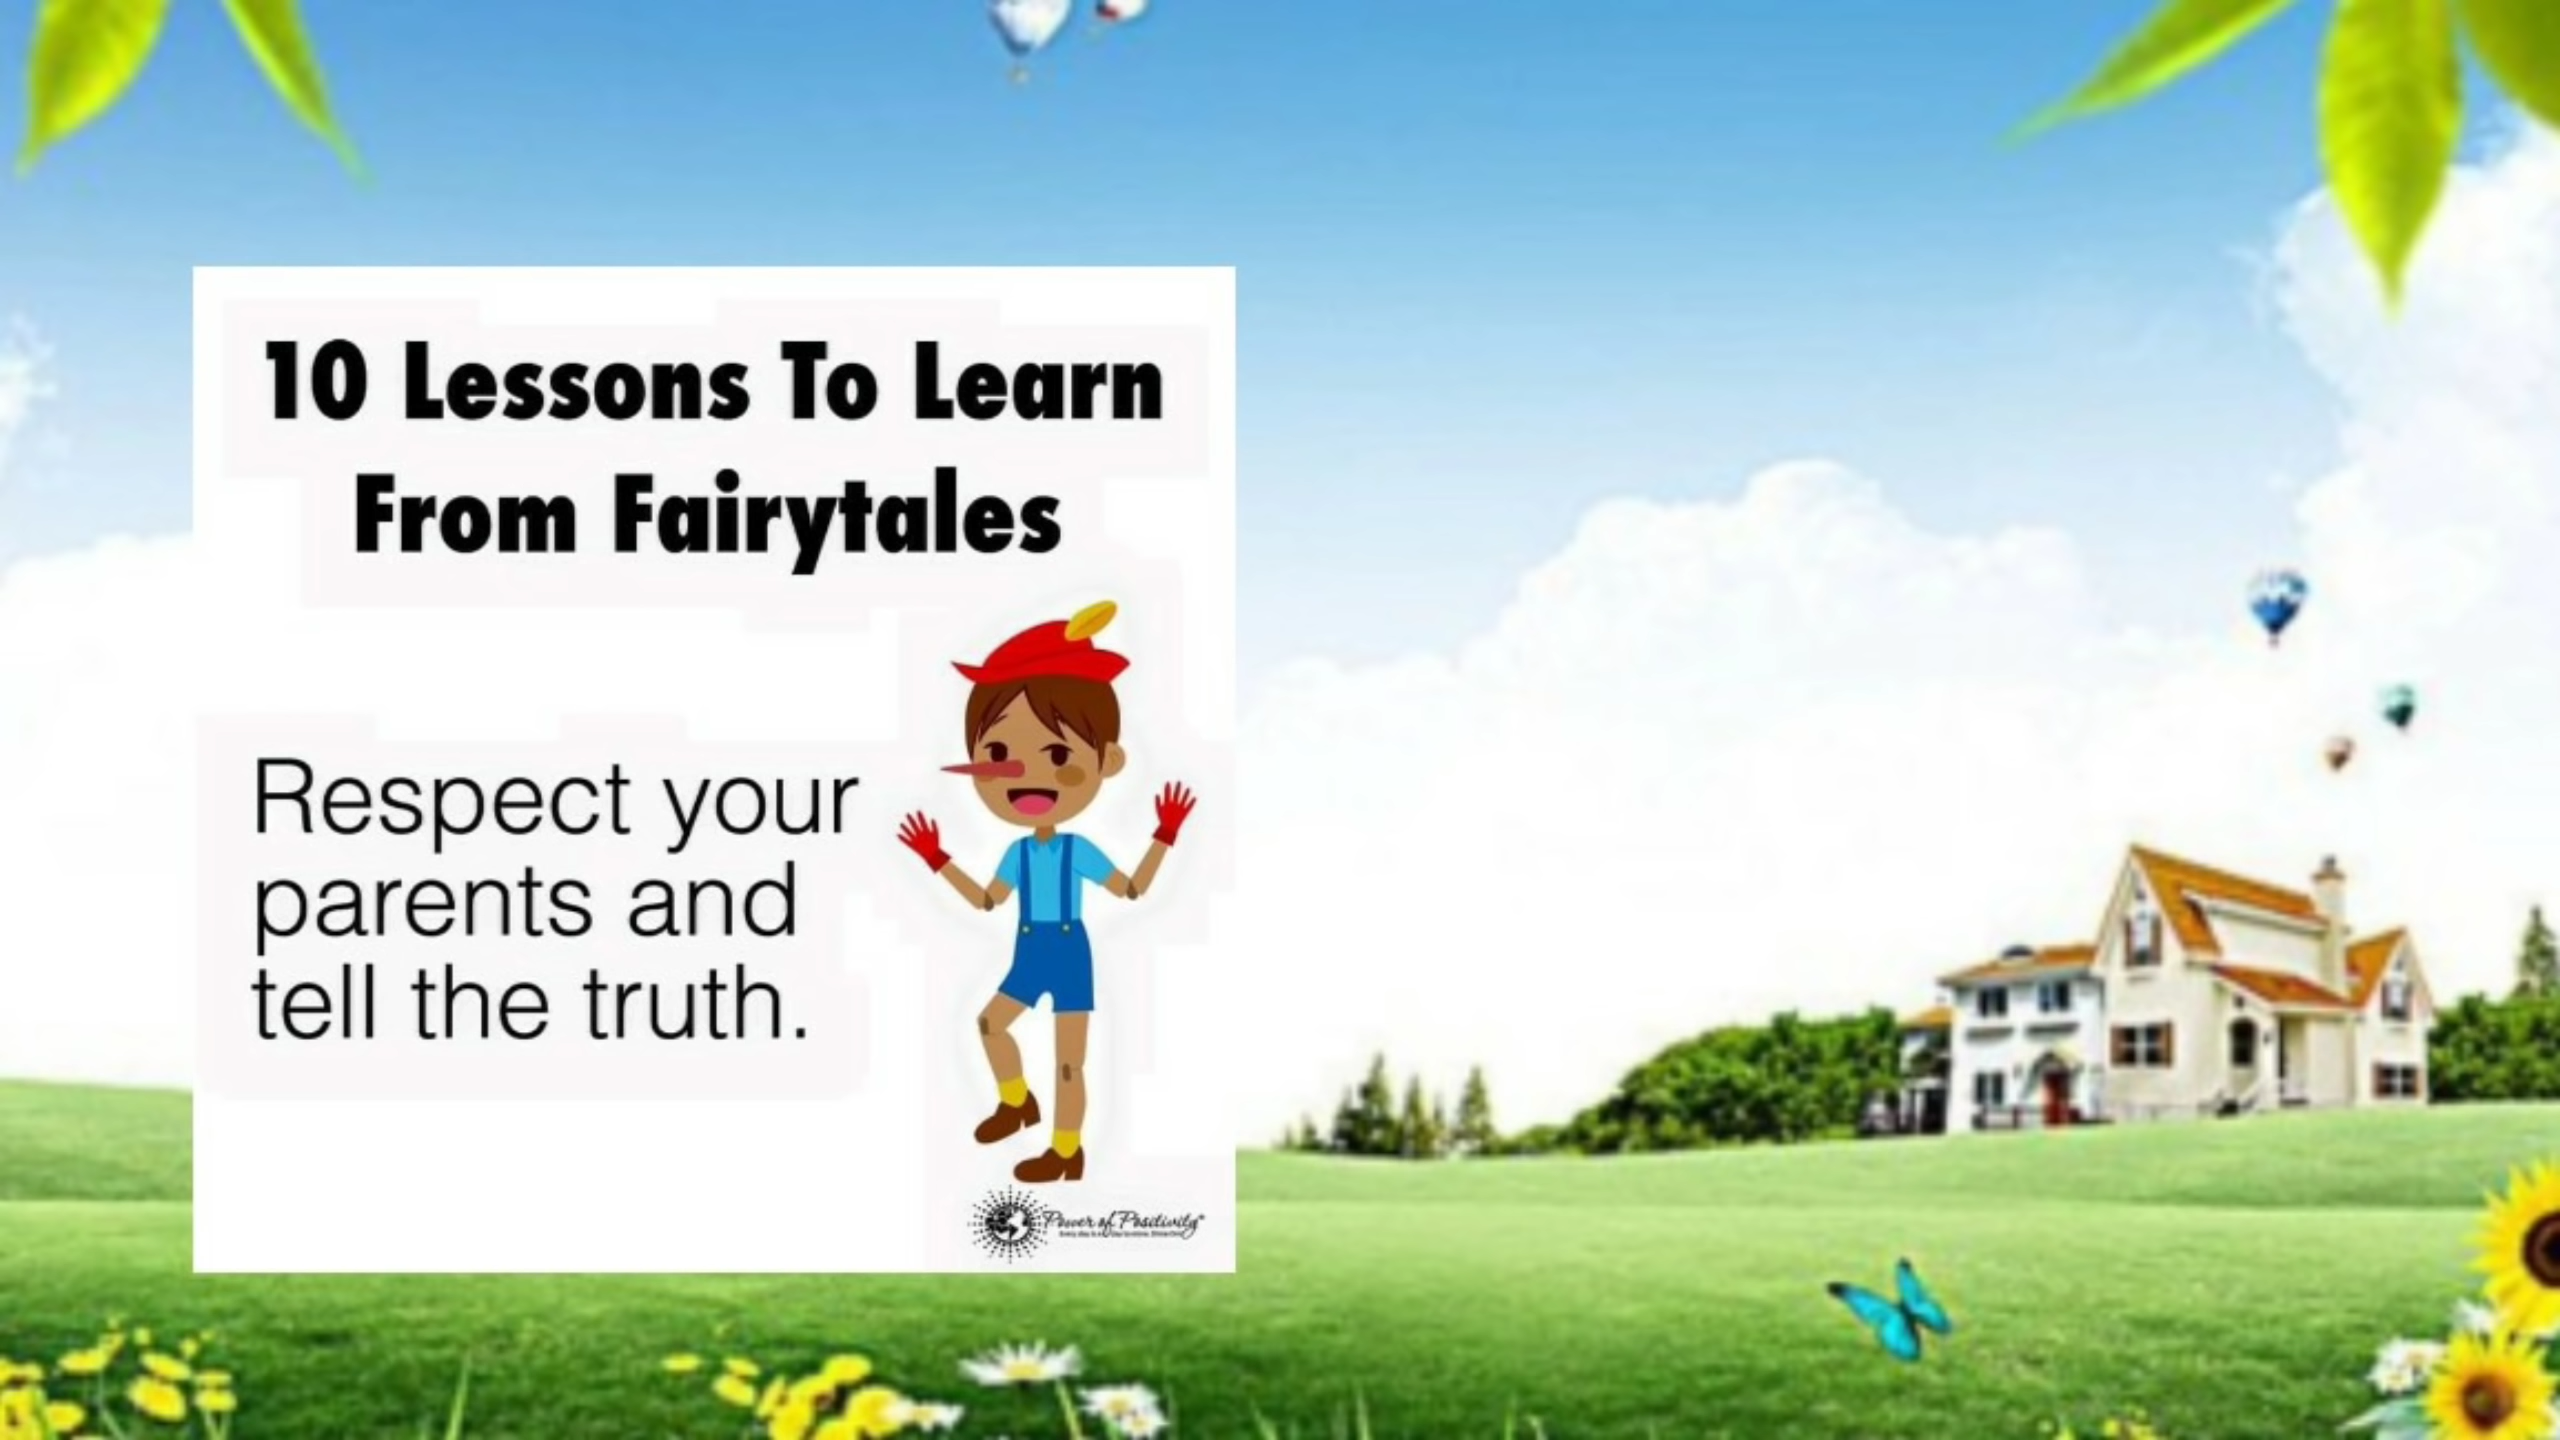 10 Lessons To Learn
From Fairytales
Respect your
parents and
tell the truth.
Power of Positivity